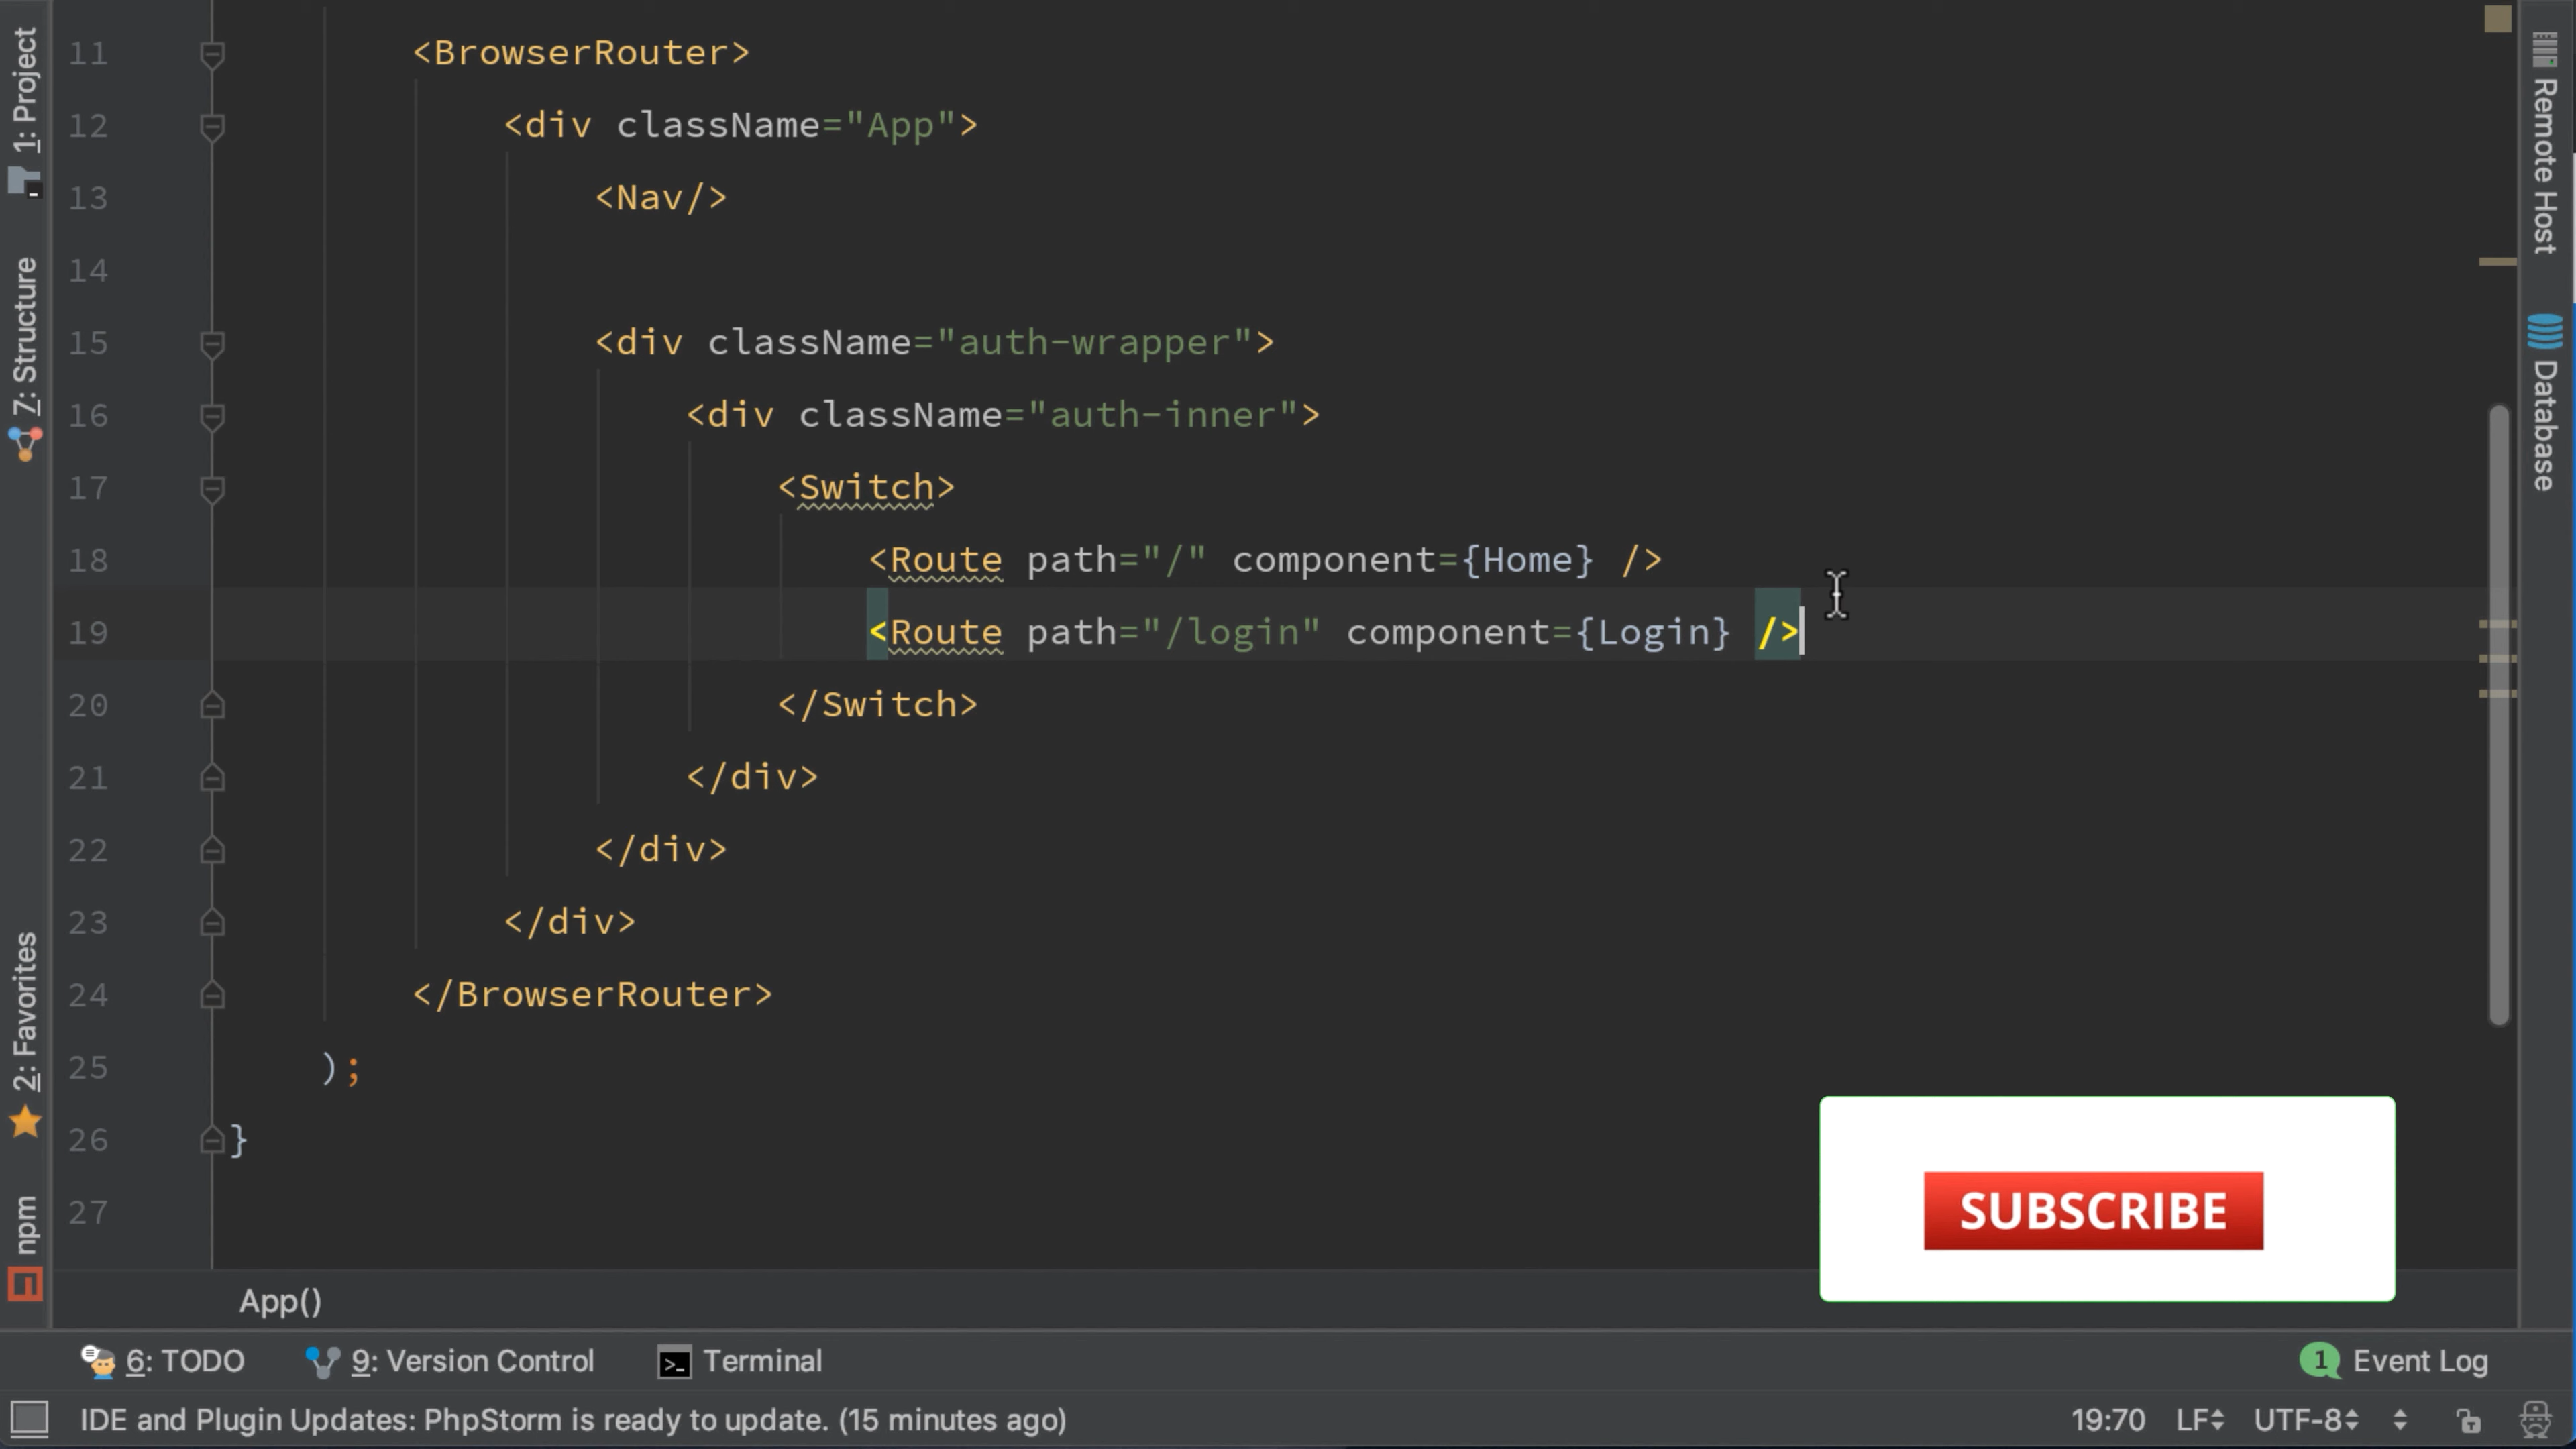 1: Project
7: Structure
2: Favorites
npm
11 <BrowserRouter>
12 <div className="App">
13 <Nav/>
14
15 <div className="auth-wrapper">
16 <div className="auth-inner">
17 <Switch>
18 <Route path="/" component={Home} />
19 <Route path="/login" component={Login} />
20 </Switch>
21 </div>
22 </div>
23 </div>
24 </BrowserRouter>
25 );
26 }
27
Remote Host
Database
SUBSCRIBE
App()
6: TODO 9: Version Control Terminal 1 Event Log
IDE and Plugin Updates: PhpStorm is ready to update. (15 minutes ago) 19:70 LF UTF-8